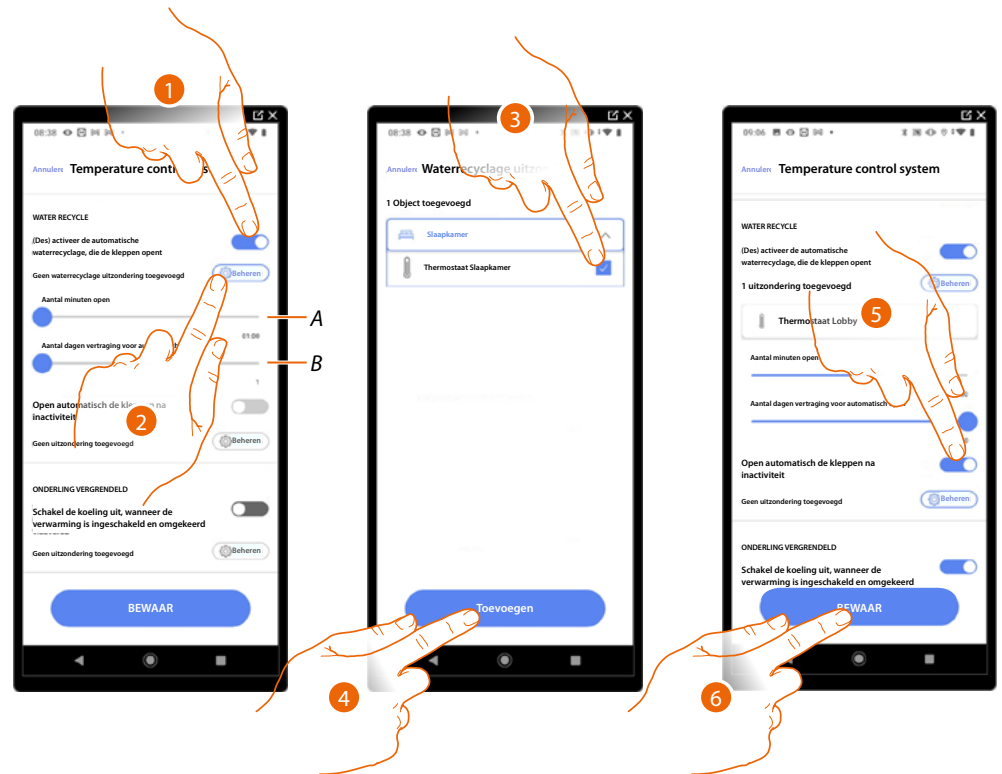 1
08:38
Annulere
Temperature contr
s
WATER RECYCLE
(Des) activeer de automatische
waterrecyclage, die de kleppen opent
Geen waterrecyclage uitzondering toegevoegd
Beheren
Aantal minuten open
A
01:00
Aantal dagen vertraging voor
B
1
Open automatisch de kleppen na
inactiviteit
2
Geen uitzondering toegevoegd
Beheren
ONDERLING VERGRENDELD
Schakel de koeling uit, wanneer de
verwarming is ingeschakeld en omgekeerd
Geen uitzondering toegevoegd
Beheren
BEWAAR
3
08:38
Annulere
Waterrecyclage uitzon
1 Object toegevoegd
Slaapkamer
Thermostaat Slaapkamer
Toevoegen
4
09:06
Annulere
Temperature control system
WATER RECYCLE
(Des) activeer de automatische
waterrecyclage, die de kleppen opent
1 uitzondering toegevoegd
Beheren
Thermostaat Lobby
5
Aantal minuten open
Aantal dagen vertraging voor automatisch
Open automatisch de kleppen na
inactiviteit
Geen uitzondering toegevoegd
Beheren
ONDERLING VERGRENDELD
Schakel de koeling uit, wanneer de
verwarming is ingeschakeld en omgekeerd
BEWAAR
6